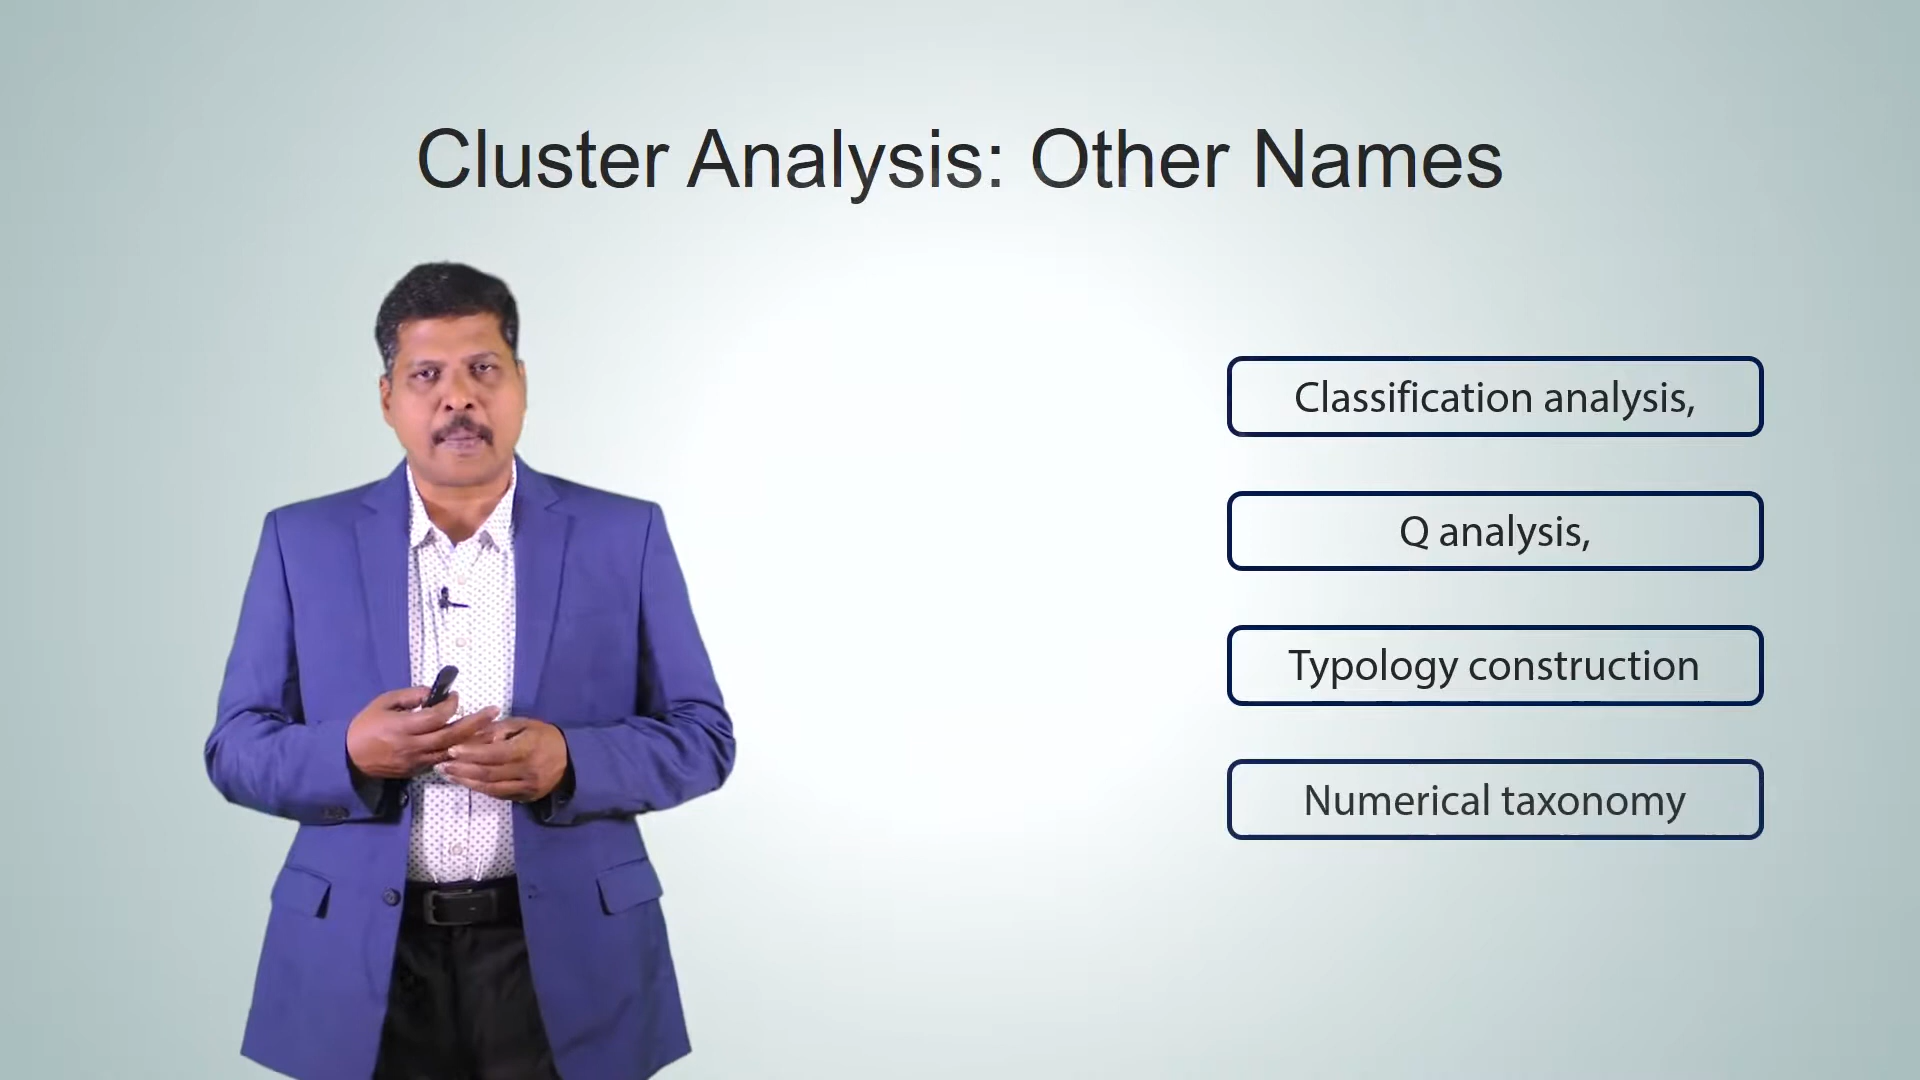 Cluster Analysis: Other Names
Classification analysis,
Q analysis,
Typology construction
Numerical taxonomy